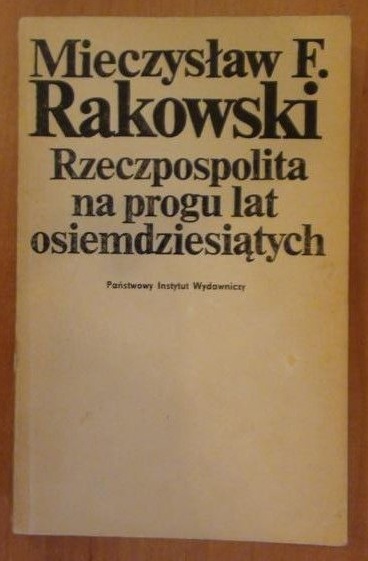 Mieczysław F.
Rakowski
Rzeczpospolita
na progu lat
osiemdziesiątych
Państwowy Instytut Wydawniczy